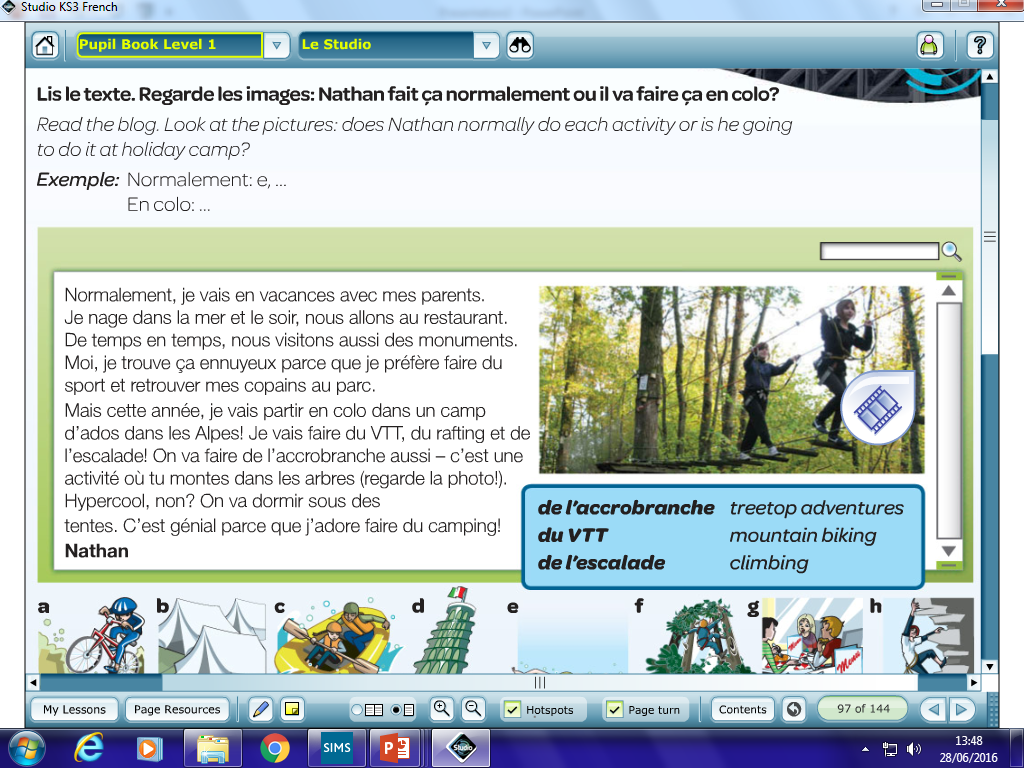 Studio KS3 French
Pupil Book Level 1
Le Studio
?
Lis le texte. Regarde les images: Nathan fait ça normalement ou il va faire ça en colo?
Read the blog. Look at the pictures: does Nathan normally do each activity or is he going
to do it at holiday camp?
Exemple: Normalement: e, ...
En colo: ...
Normalement, je vais en vacances avec mes parents.
Je nage dans la mer et le soir, nous allons au restaurant.
De temps en temps, nous visitons aussi des monuments.
Moi, je trouve ça ennuyeux parce que je préfère faire du
sport et retrouver mes copains au parc.
Mais cette année, je vais partir en colo dans un camp
d'ados dans les Alpes! Je vais faire du VTT, du rafting et de
l'escalade! On va faire de l'accrobranche aussi – c'est une
activité où tu montes dans les arbres (regarde la photo!).
Hypercool, non? On va dormir sous des
tentes. C'est génial parce que j'adore faire du camping!
Nathan
de l'accrobranche treetop adventures
du VTT mountain biking
de l'escalade climbing
a b c d e f g h
Menu
My Lessons Page Resources Hotspots Page turn Contents 97 of 144
SIMS Studio
13:48
28/06/2016